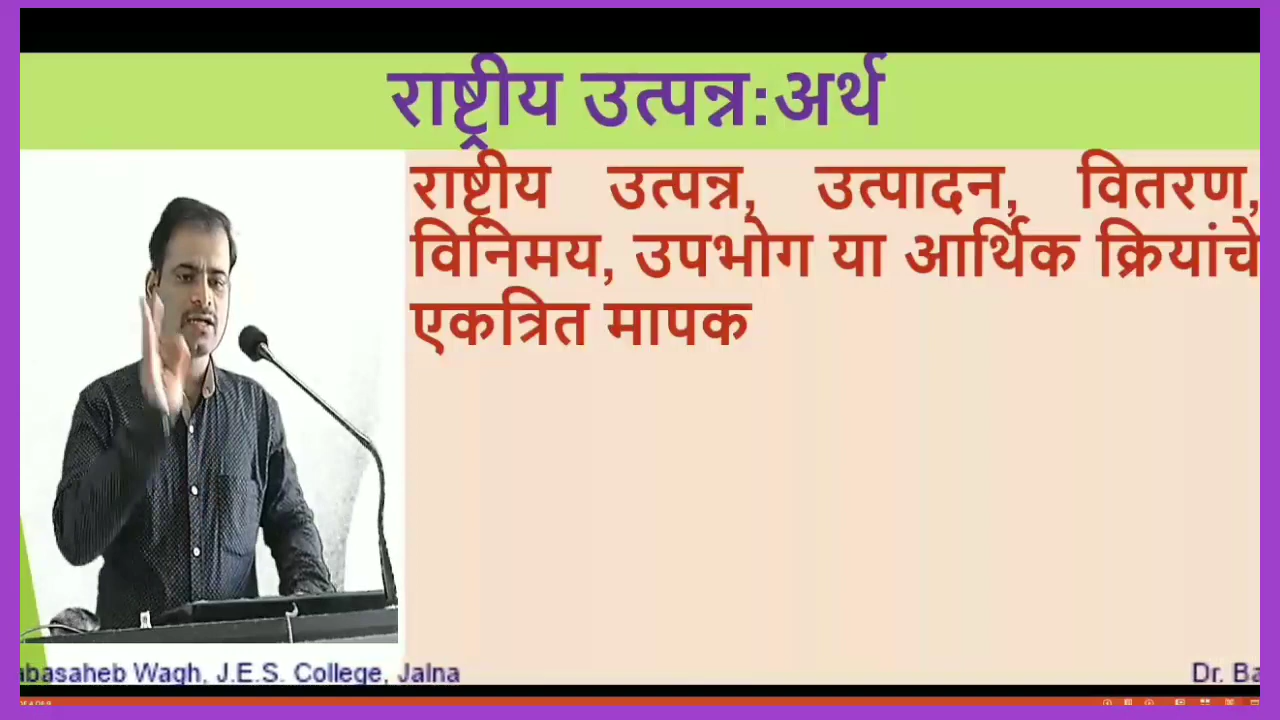 राष्ट्रीय उत्पन्न:अर्थ
राष्ट्रीय उत्पन्न, उत्पादन, वितरण,
विनिमय, उपभोग या आर्थिक क्रियांचे
एकत्रित मापक
abasaheb Wagh, J.E.S. College, Jalna
Dr. Ba